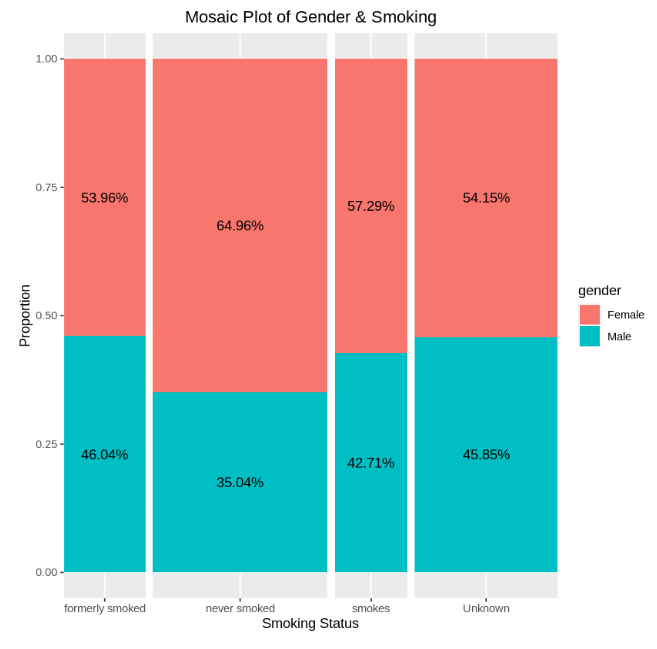 Mosaic Plot of Gender & Smoking
1.00
0.75
0.50
0.25
0.00
Proportion
53.96%
64.96%
57.29%
54.15%
46.04%
35.04%
42.71%
45.85%
formerly smoked
never smoked
smokes
Unknown
Smoking Status
gender
Female
Male